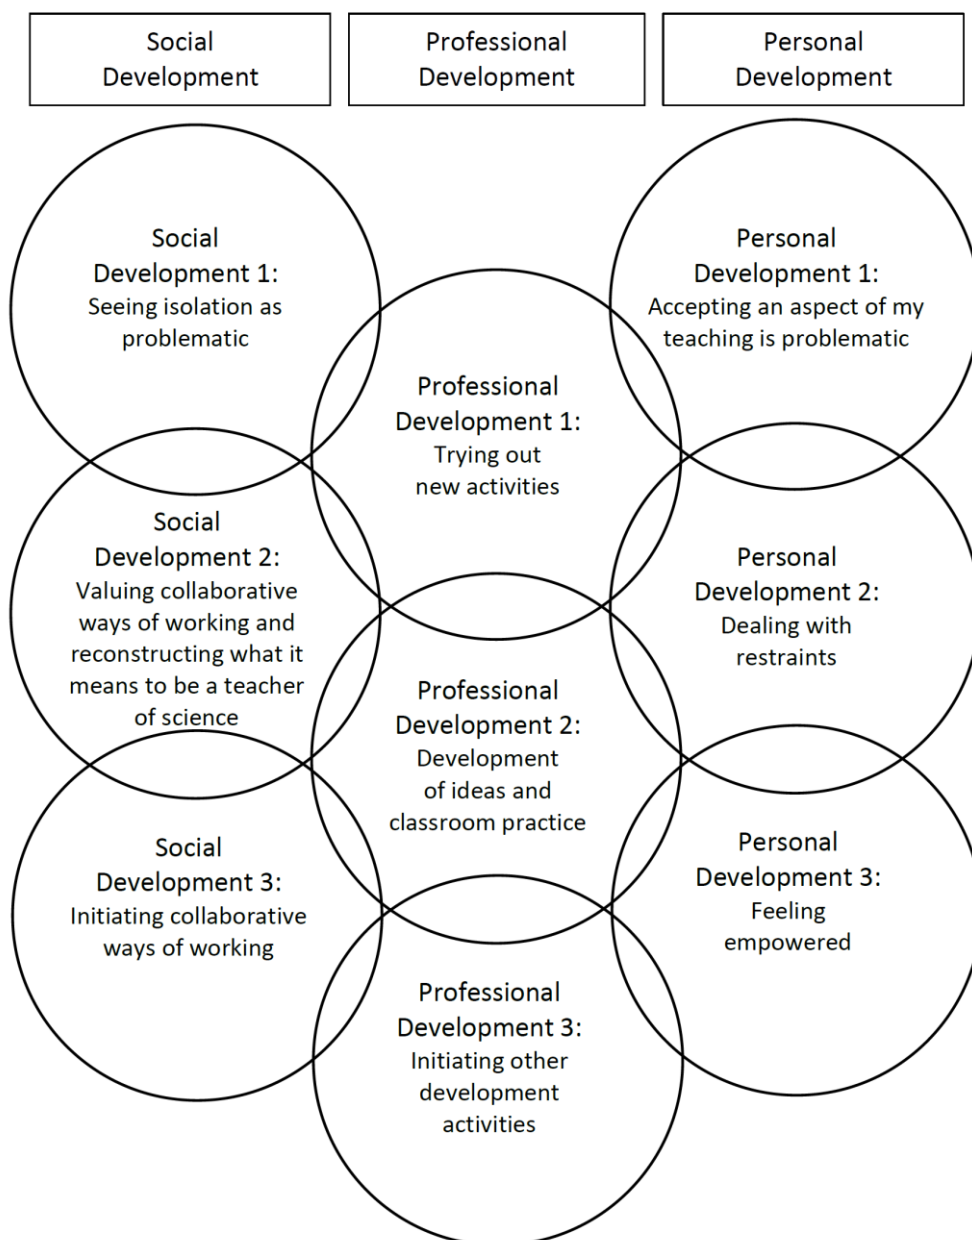 Social
Development
Professional
Development
Personal
Development
Social
Development 1:
Seeing isolation as
problematic
Professional
Development 1:
Trying out
new activities
Personal
Development 1:
Accepting an aspect of my
teaching is problematic
Social
Development 2:
Valuing collaborative
ways of working and
reconstructing what it
means to be a teacher
of science
Professional
Development 2:
Development
of ideas and
classroom practice
Personal
Development 2:
Dealing with
restraints
Social
Development 3:
Initiating collaborative
ways of working
Professional
Development 3:
Initiating other
development
activities
Personal
Development 3:
Feeling
empowered